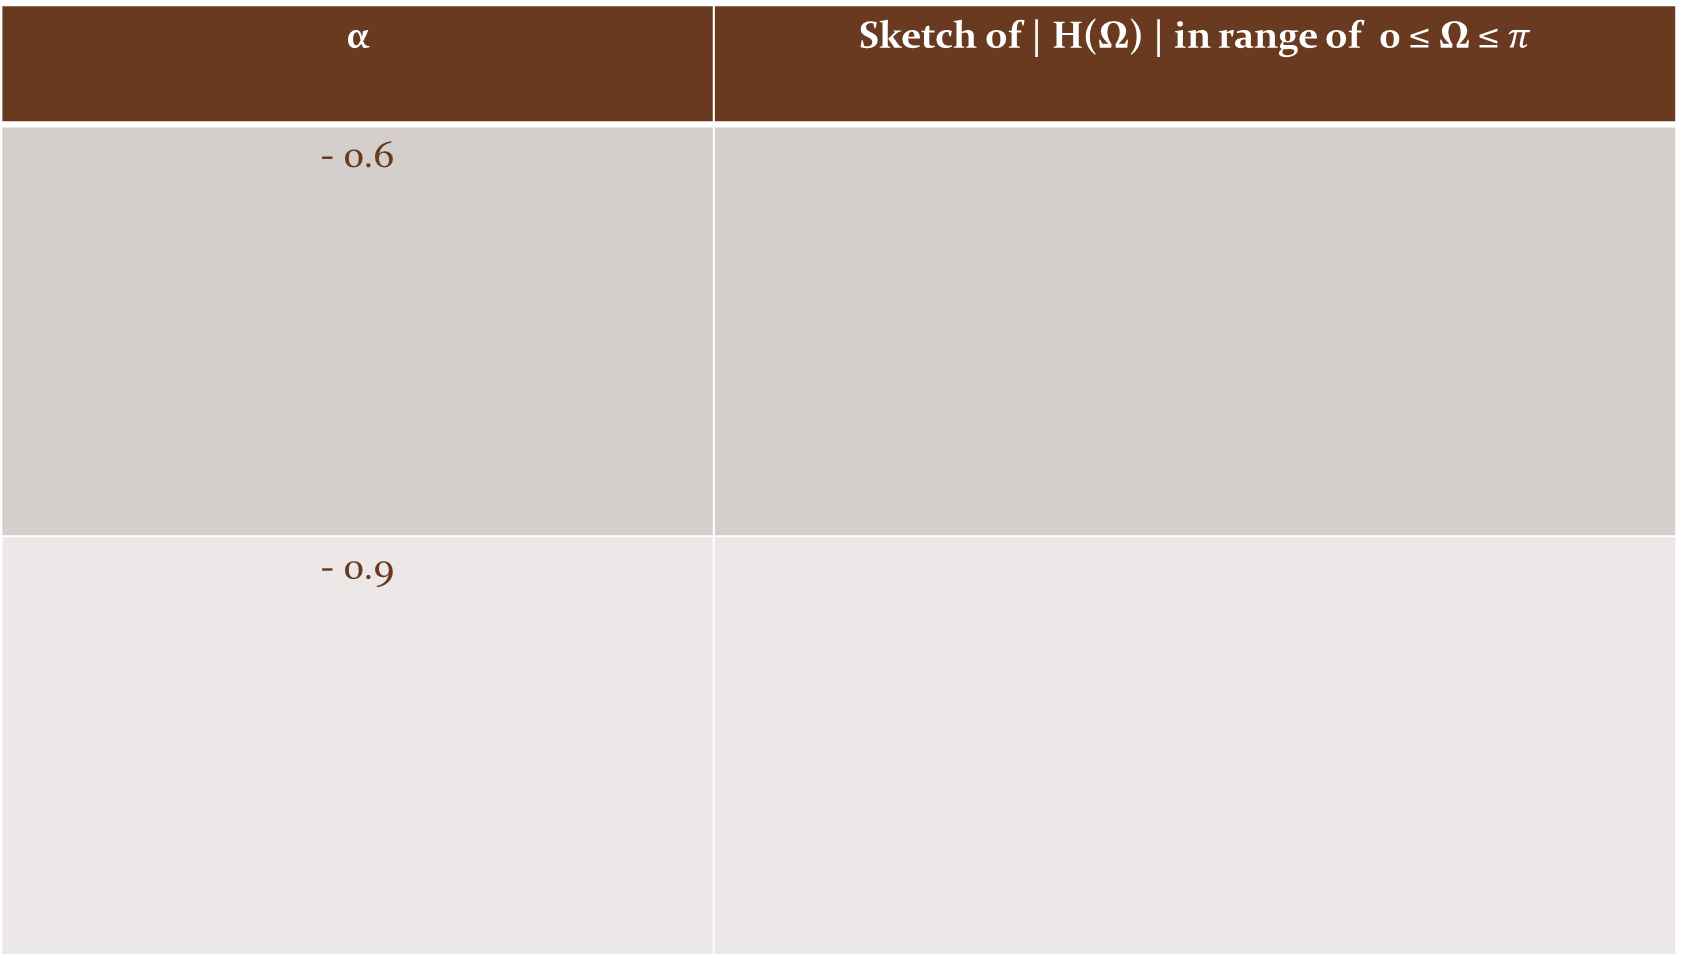 α
Sketch of | H(Ω) | in range of 0 ≤ Ω ≤ π
- 0.6
- 0.9